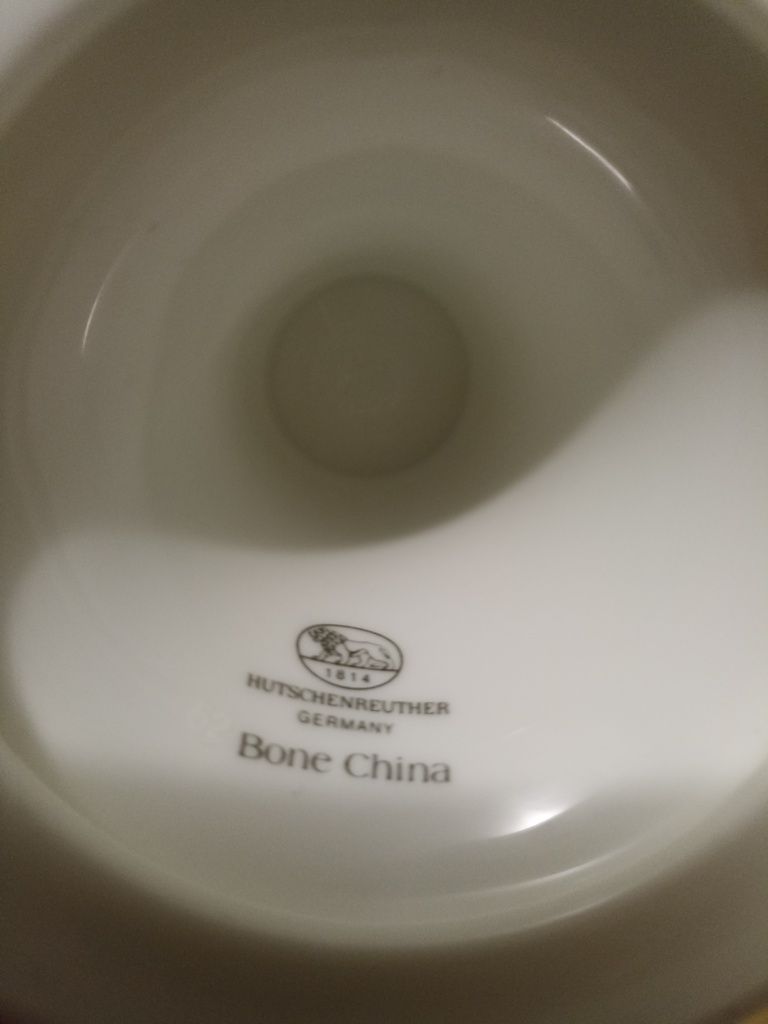 1814
HUTSCHENREUTHER
GERMANY
Bone China